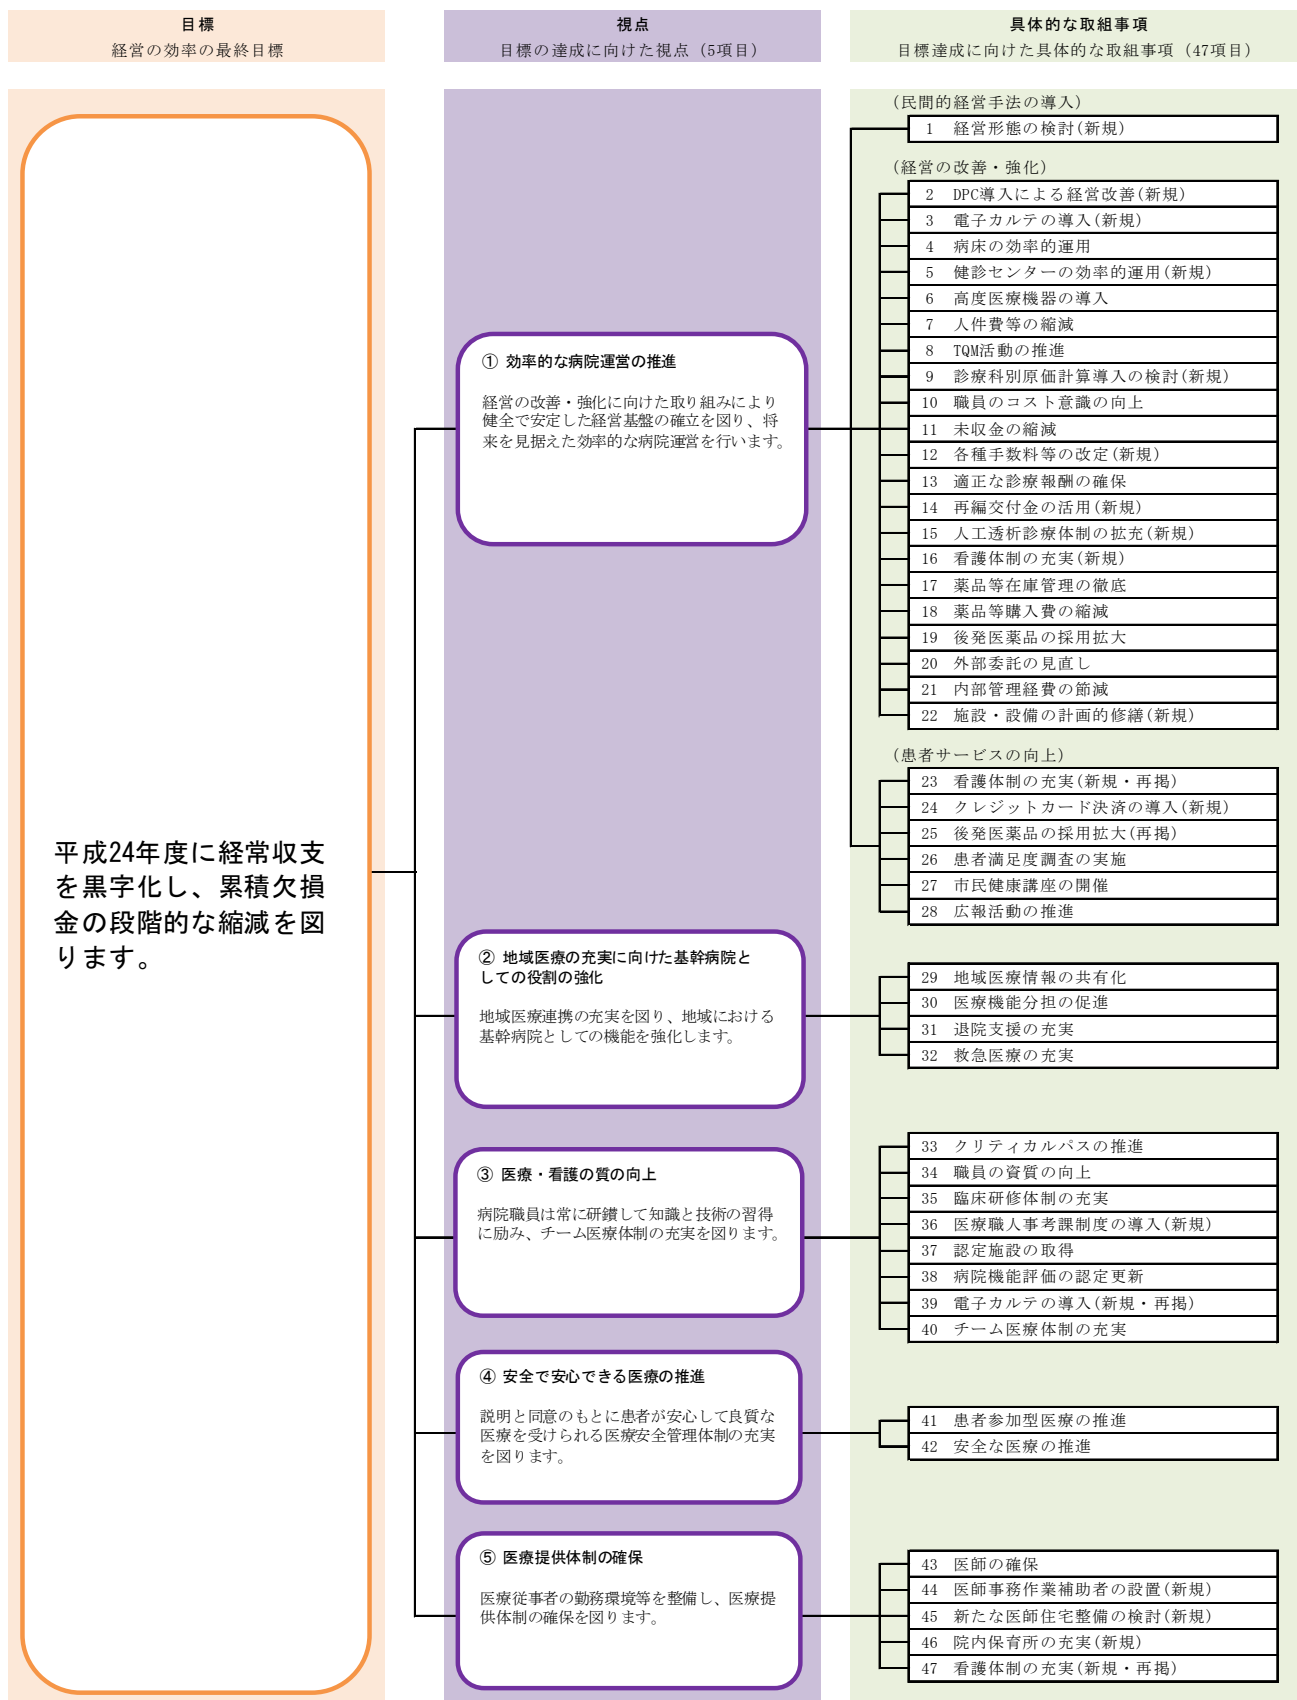 目標
経営の効率の最終目標
視点
目標の達成に向けた視点（5項目）
具体的な取組事項
目標達成に向けた具体的な取組事項（47項目）
平成24年度に経常収支
を黒字化し、累積欠損
金の段階的な縮減を図
ります。
① 効率的な病院運営の推進
経営の改善・強化に向けた取り組みにより
健全で安定した経営基盤の確立を図り、将
来を見据えた効率的な病院運営を行います。
（民間的経営手法の導入）
1 経営形態の検討(新規)
（経営の改善・強化）
2 DPC導入による経営改善(新規)
3 電子カルテの導入(新規)
4 病床の効率的運用
5 健診センターの効率的運用(新規)
6 高度医療機器の導入
7 人件費等の縮減
8 TQM活動の推進
9 診療科別原価計算導入の検討(新規)
10 職員のコスト意識の向上
11 未収金の縮減
12 各種手数料等の改定(新規)
13 適正な診療報酬の確保
14 再編交付金の活用(新規)
15 人工透析診療体制の拡充(新規)
16 看護体制の充実(新規)
17 薬品等在庫管理の徹底
18 薬品等購入費の縮減
19 後発医薬品の採用拡大
20 外部委託の見直し
21 内部管理経費の節減
22 施設・設備の計画的修繕(新規)
（患者サービスの向上）
23 看護体制の充実(新規・再掲)
24 クレジットカード決済の導入(新規)
25 後発医薬品の採用拡大(再掲)
26 患者満足度調査の実施
27 市民健康講座の開催
28 広報活動の推進
② 地域医療の充実に向けた基幹病院と
しての役割の強化
地域医療連携の充実を図り、地域における
基幹病院としての機能を強化します。
29 地域医療情報の共有化
30 医療機能分担の促進
31 退院支援の充実
32 救急医療の充実
③ 医療・看護の質の向上
病院職員は常に研鑽して知識と技術の習得
に励み、チーム医療体制の充実を図ります。
33 クリティカルパスの推進
34 職員の資質の向上
35 臨床研修体制の充実
36 医療職人事考課制度の導入(新規)
37 認定施設の取得
38 病院機能評価の認定更新
39 電子カルテの導入(新規・再掲)
40 チーム医療体制の充実
④ 安全で安心できる医療の推進
説明と同意のもとに患者が安心して良質な
医療を受けられる医療安全管理体制の充実
を図ります。
41 患者参加型医療の推進
42 安全な医療の推進
⑤ 医療提供体制の確保
医療従事者の勤務環境等を整備し、医療提
供体制の確保を図ります。
43 医師の確保
44 医師事務作業補助者の設置(新規)
45 新たな医師住宅整備の検討(新規)
46 院内保育所の充実(新規)
47 看護体制の充実(新規・再掲)